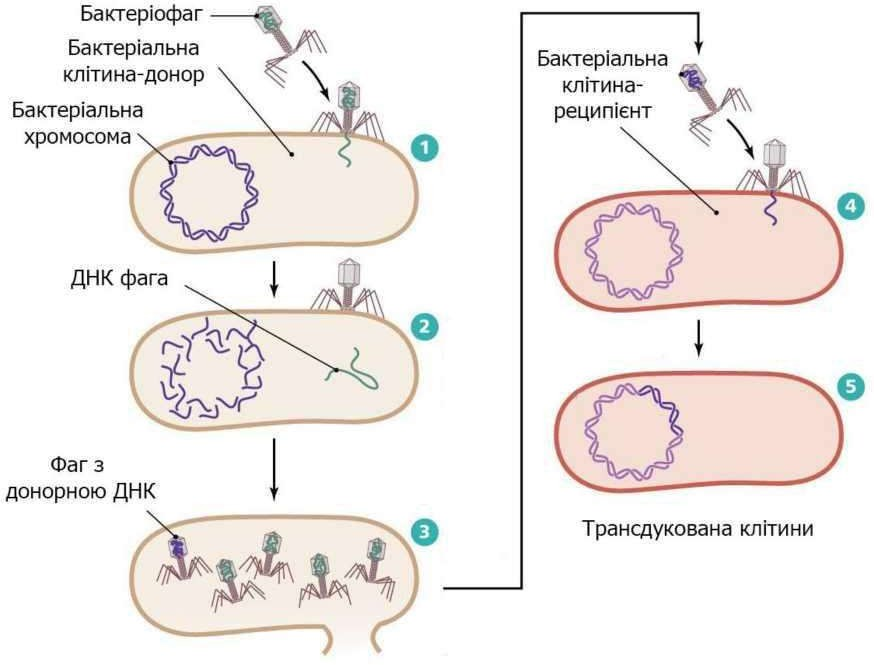 Бактеріофаг
Бактеріальна
клітина-донор
Бактеріальна
хромосома
1
ДНК фага
2
Фаг з
донорною ДНК
3
Бактеріальна
клітина-
реципієнт
4
5
Трансдукована клітини